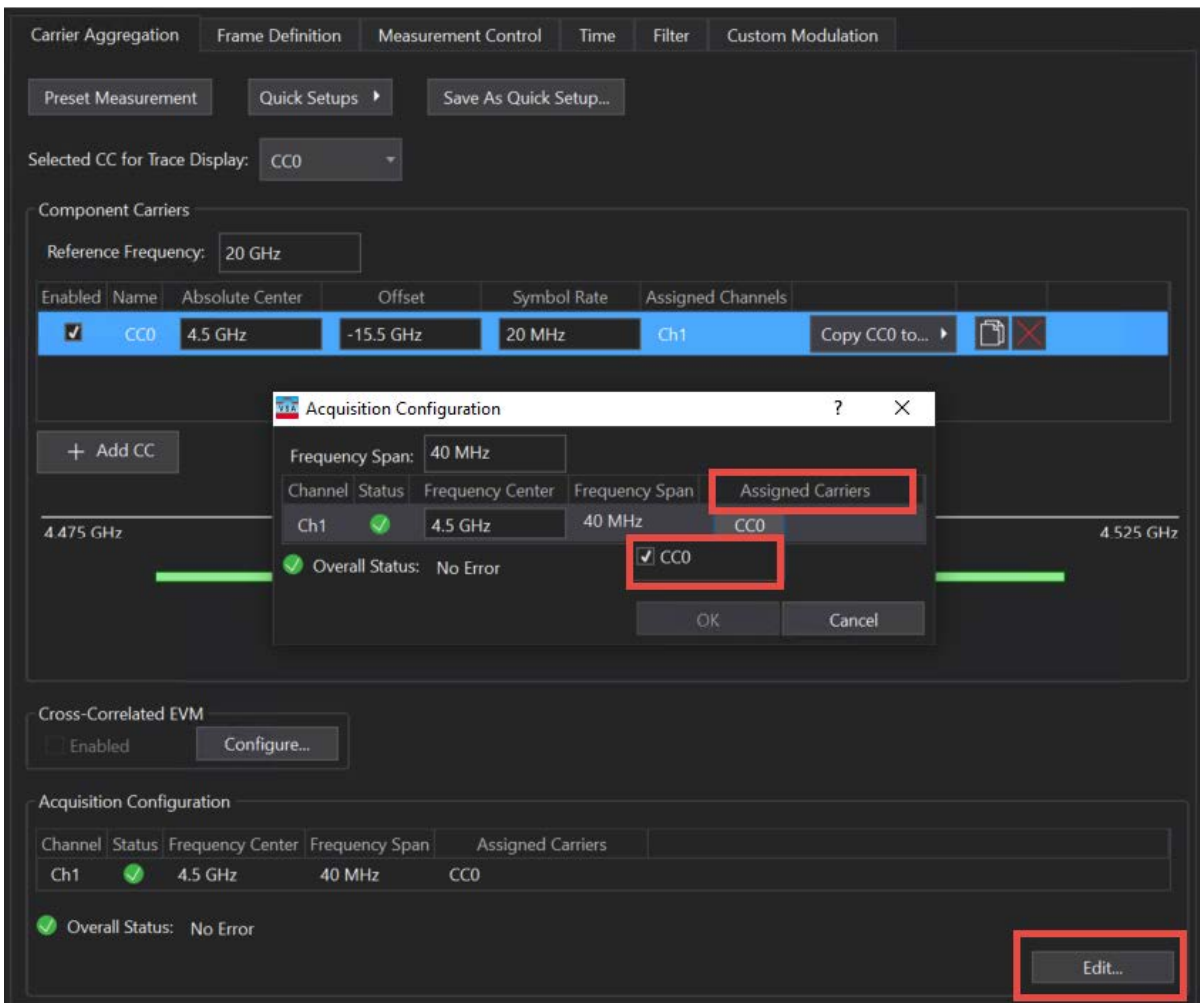 Carrier Aggregation Frame Definition Measurement Control Time Filter Custom Modulation
Preset Measurement Quick Setups Save As Quick Setup...
Selected CC for Trace Display: CC0
Component Carriers
Reference Frequency: 20 GHz
Enabled Name Absolute Center Offset Symbol Rate Assigned Channels
CC0 4.5 GHz -15.5 GHz 20 MHz Ch1 Copy CC0 to...
VSA Acquisition Configuration ?
+ Add CC
Frequency Span: 40 MHz
Channel Status Frequency Center Frequency Span Assigned Carriers
Ch1 4.5 GHz 40 MHz CC0
4.475 GHz 4.525 GHz
CC0
Overall Status: No Error
OK Cancel
Cross-Correlated EVM
Enabled Configure...
Acquisition Configuration
Channel Status Frequency Center Frequency Span Assigned Carriers
Ch1 4.5 GHz 40 MHz CC0
Overall Status: No Error
Edit...